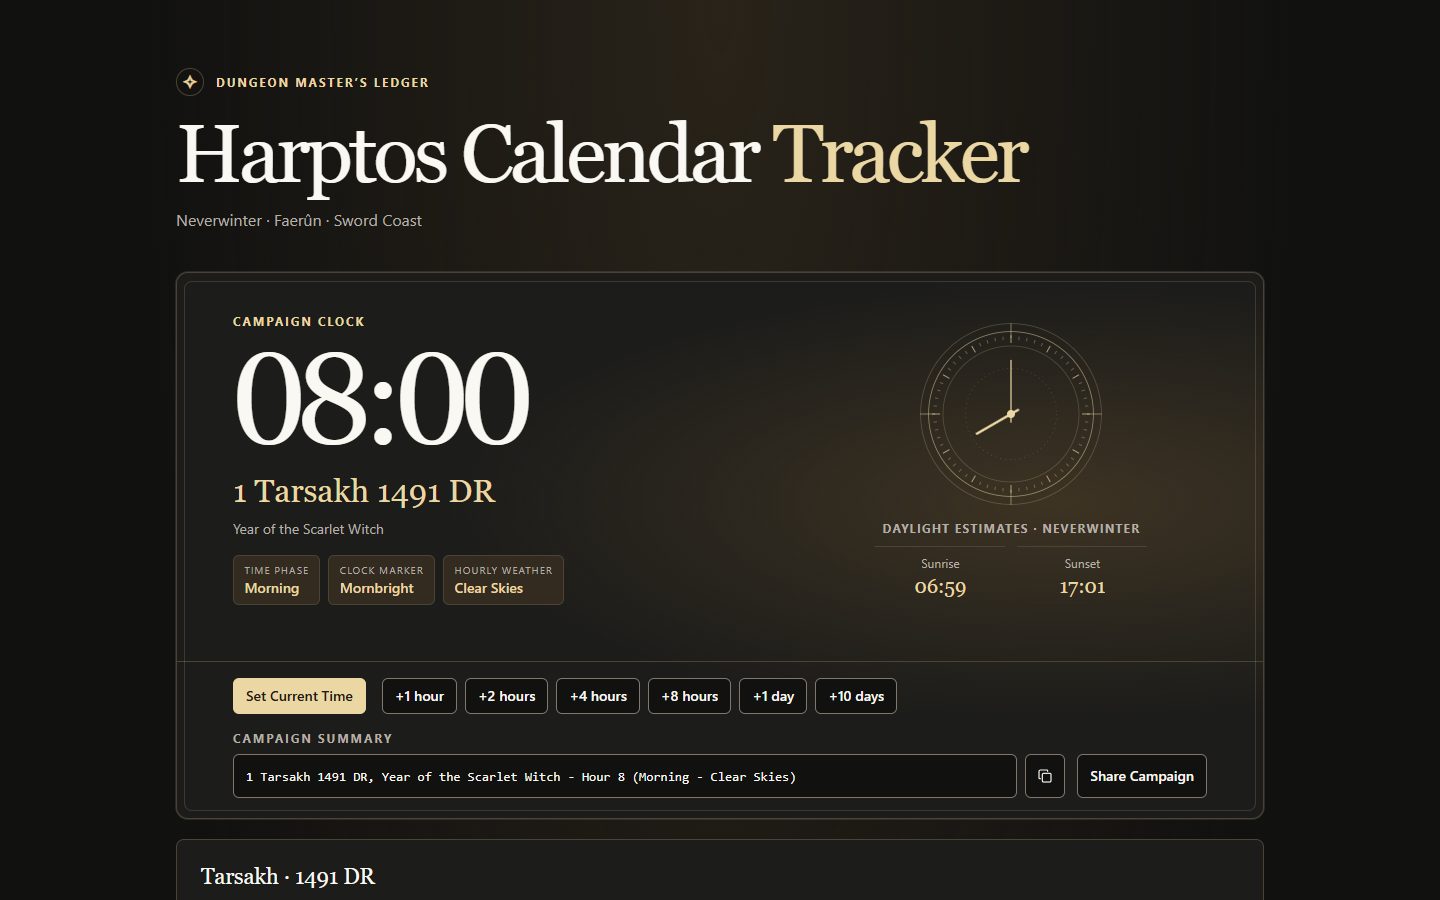 DUNGEON MASTER'S LEDGER
Harptos Calendar Tracker
Neverwinter · Faerûn · Sword Coast
CAMPAIGN CLOCK
08:00
1 Tarsakh 1491 DR
Year of the Scarlet Witch
TIME PHASE
Morning
CLOCK MARKER
Mornbright
HOURLY WEATHER
Clear Skies
DAYLIGHT ESTIMATES · NEVERWINTER
Sunrise
06:59
Sunset
17:01
Set Current Time
+1 hour
+2 hours
+4 hours
+8 hours
+1 day
+10 days
CAMPAIGN SUMMARY
1 Tarsakh 1491 DR, Year of the Scarlet Witch - Hour 8 (Morning - Clear Skies)
Share Campaign
Tarsakh · 1491 DR